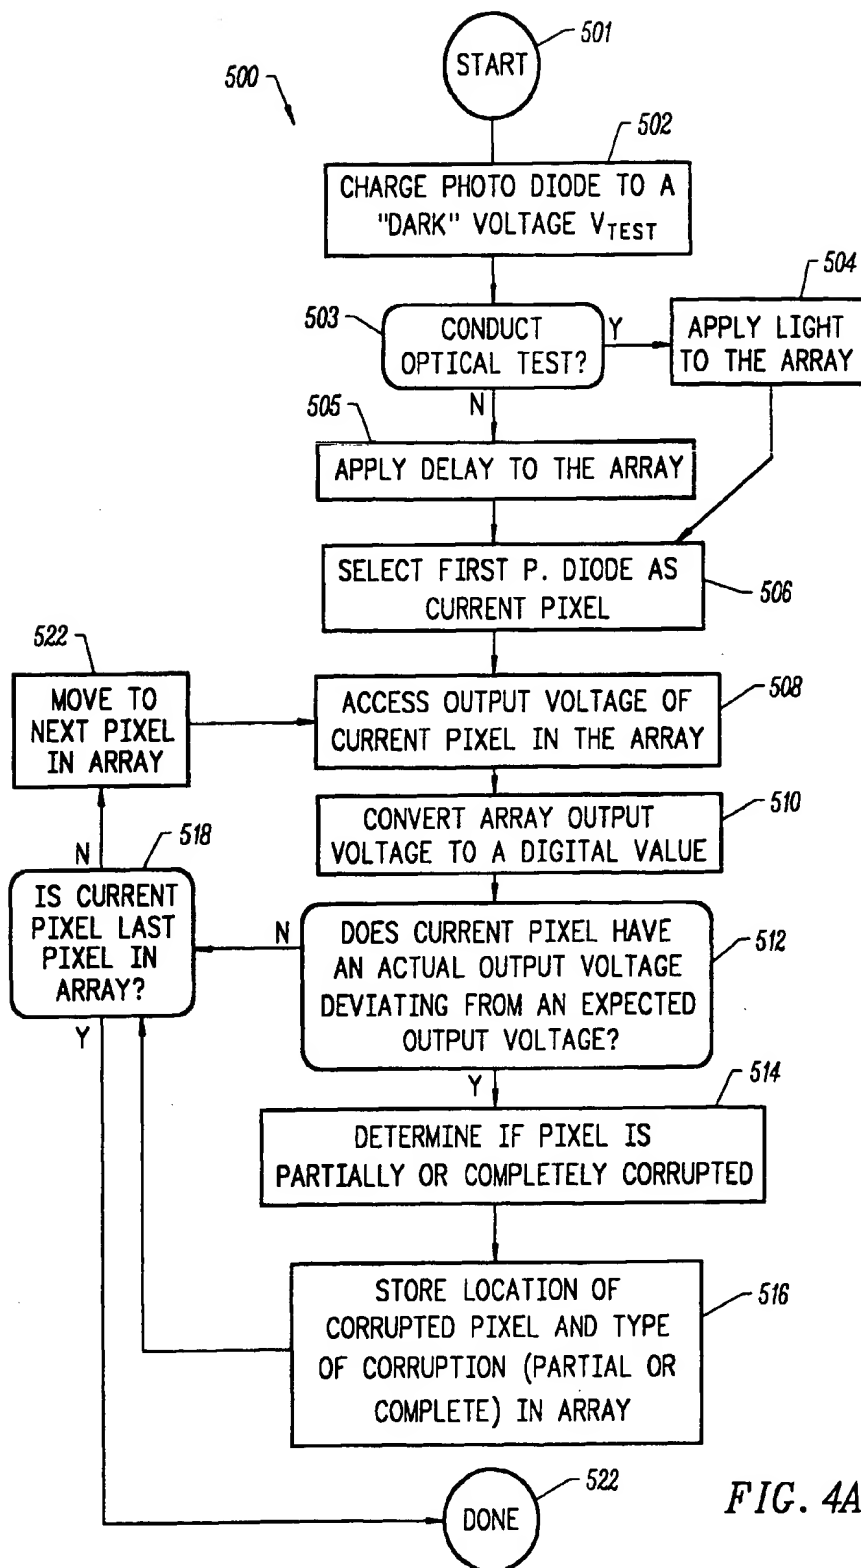 501
START
500
502
CHARGE PHOTO DIODE TO A
"DARK" VOLTAGE VTEST
504
503
CONDUCT
OPTICAL TEST?
Y
APPLY LIGHT
TO THE ARRAY
N
505
APPLY DELAY TO THE ARRAY
SELECT FIRST P. DIODE AS
CURRENT PIXEL
506
522
MOVE TO
NEXT PIXEL
IN ARRAY
ACCESS OUTPUT VOLTAGE OF
CURRENT PIXEL IN THE ARRAY
508
CONVERT ARRAY OUTPUT
VOLTAGE TO A DIGITAL VALUE
510
N
518
IS CURRENT
PIXEL LAST
PIXEL IN
ARRAY?
Y
N
DOES CURRENT PIXEL HAVE
AN ACTUAL OUTPUT VOLTAGE
DEVIATING FROM AN EXPECTED
OUTPUT VOLTAGE?
512
Y
514
DETERMINE IF PIXEL IS
PARTIALLY OR COMPLETELY CORRUPTED
STORE LOCATION OF
CORRUPTED PIXEL AND TYPE
OF CORRUPTION (PARTIAL OR
COMPLETE) IN ARRAY
516
522
DONE
FIG. 4A